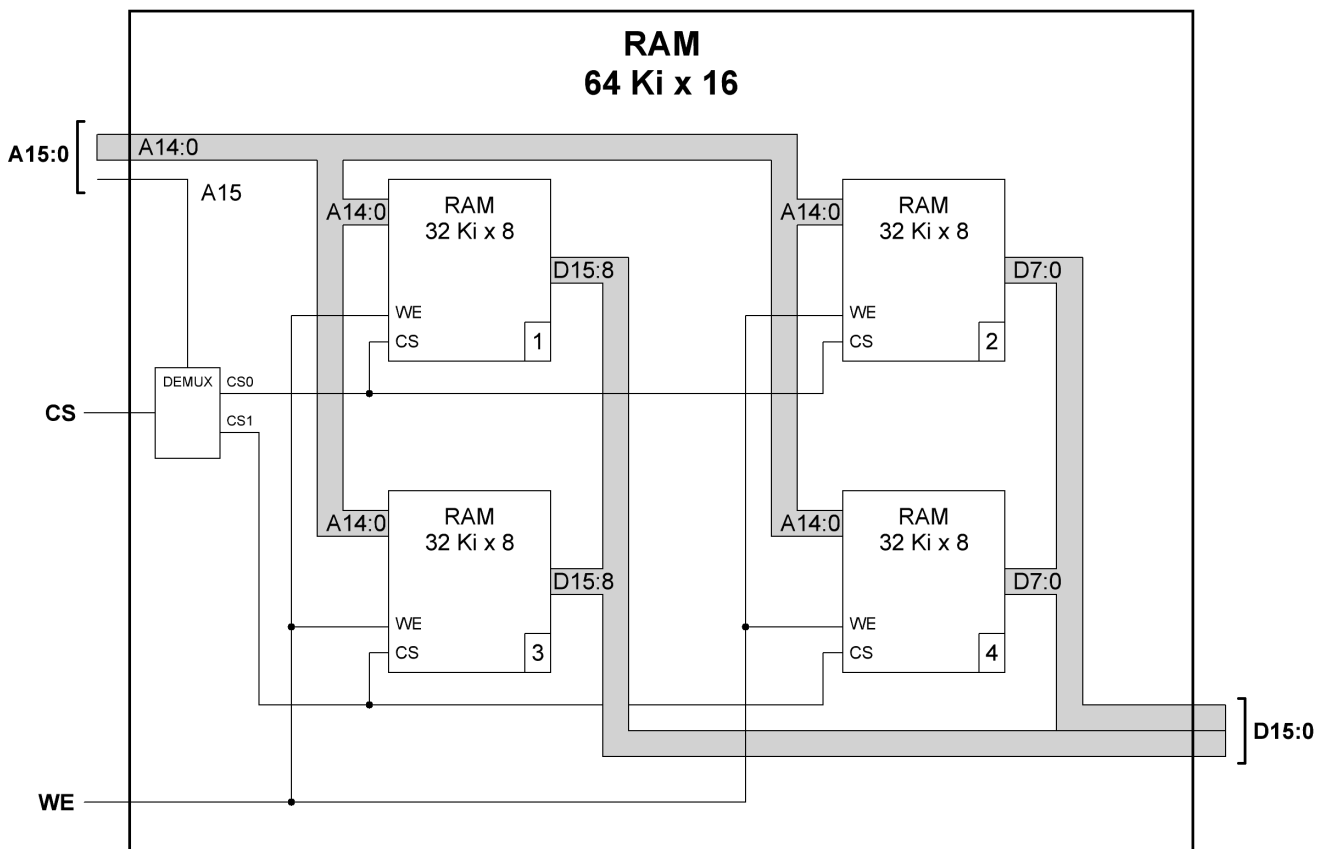 RAM
64 Ki x 16
A15:0
A14:0
A15
A14:0
RAM
32 Ki x 8
D15:8
WE
CS
1
A14:0
RAM
32 Ki x 8
D7:0
WE
CS
2
DEMUX
CS0
CS1
CS
A14:0
RAM
32 Ki x 8
D15:8
WE
CS
3
A14:0
RAM
32 Ki x 8
D7:0
WE
CS
4
D15:0
WE